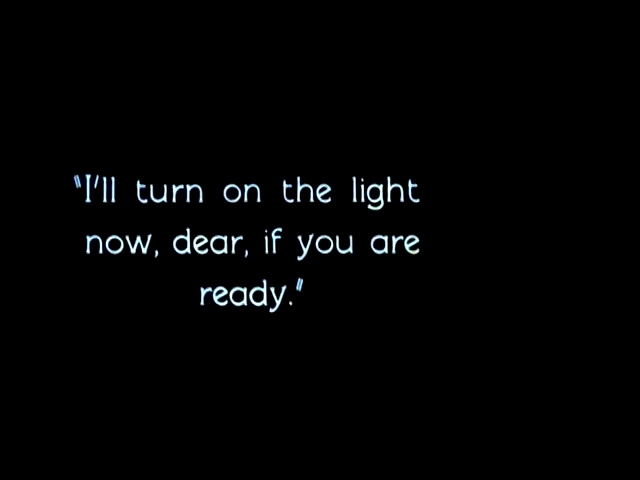 "I'll turn on the light
now, dear, if you are
ready."